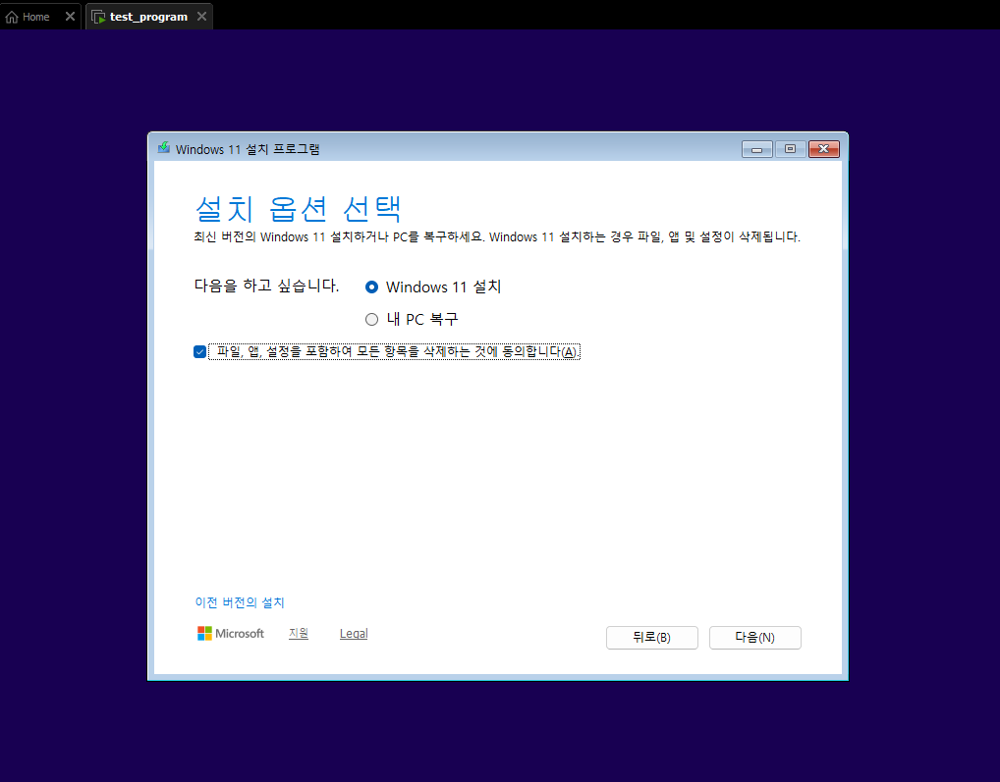 Home
test_program
Windows 11 설치 프로그램
설치 옵션 선택
최신 버전의 Windows 11 설치하거나 PC를 복구하세요. Windows 11 설치하는 경우 파일, 앱 및 설정이 삭제됩니다.
다음을 하고 싶습니다.
Windows 11 설치
내 PC 복구
파일, 앱, 설정을 포함하여 모든 항목을 삭제하는 것에 동의합니다(A).
이전 버전의 설치
Microsoft 지원 Legal
뒤로(B) 다음(N)